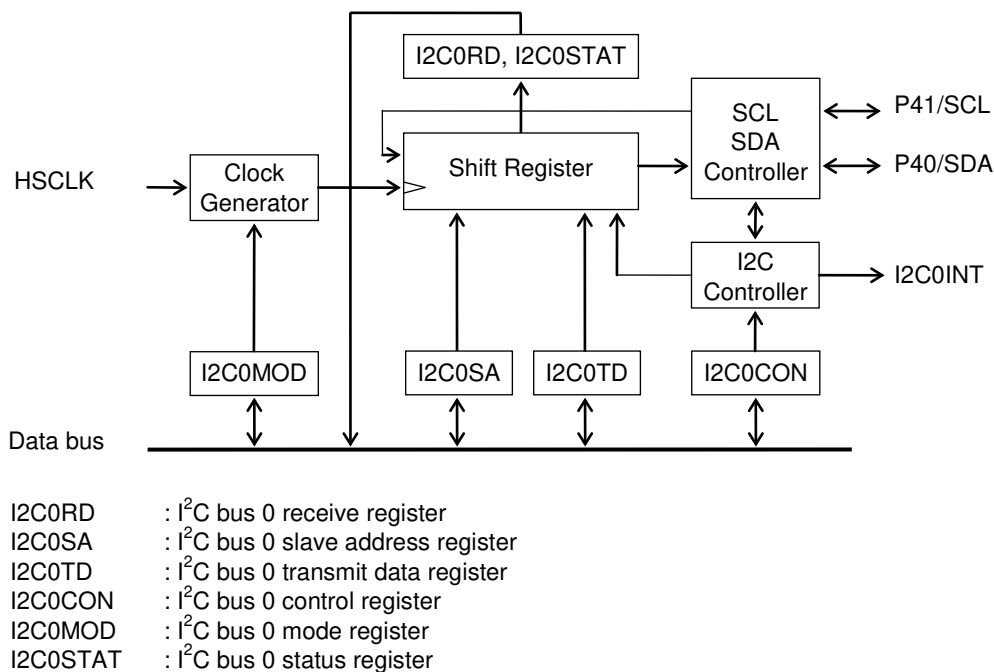 I2C0RD, I2C0STAT
SCL
SDA
Controller
P41/SCL
P40/SDA
HSCLK
Clock
Generator
Shift Register
I2C
Controller
I2C0INT
I2C0MOD
I2C0SA
I2C0TD
I2C0CON
Data bus
I2C0RD : I²C bus 0 receive register
I2C0SA : I²C bus 0 slave address register
I2C0TD : I²C bus 0 transmit data register
I2C0CON : I²C bus 0 control register
I2C0MOD : I²C bus 0 mode register
I2C0STAT : I²C bus 0 status register